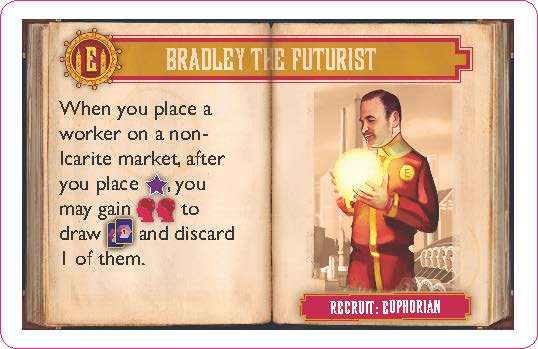 E
BRADLEY THE FUTURIST
When you place a
worker on a non-
Icarite market, after
you place , you
may gain to
draw and discard
1 of them.
E
RECRUIT: EUPHORIAN